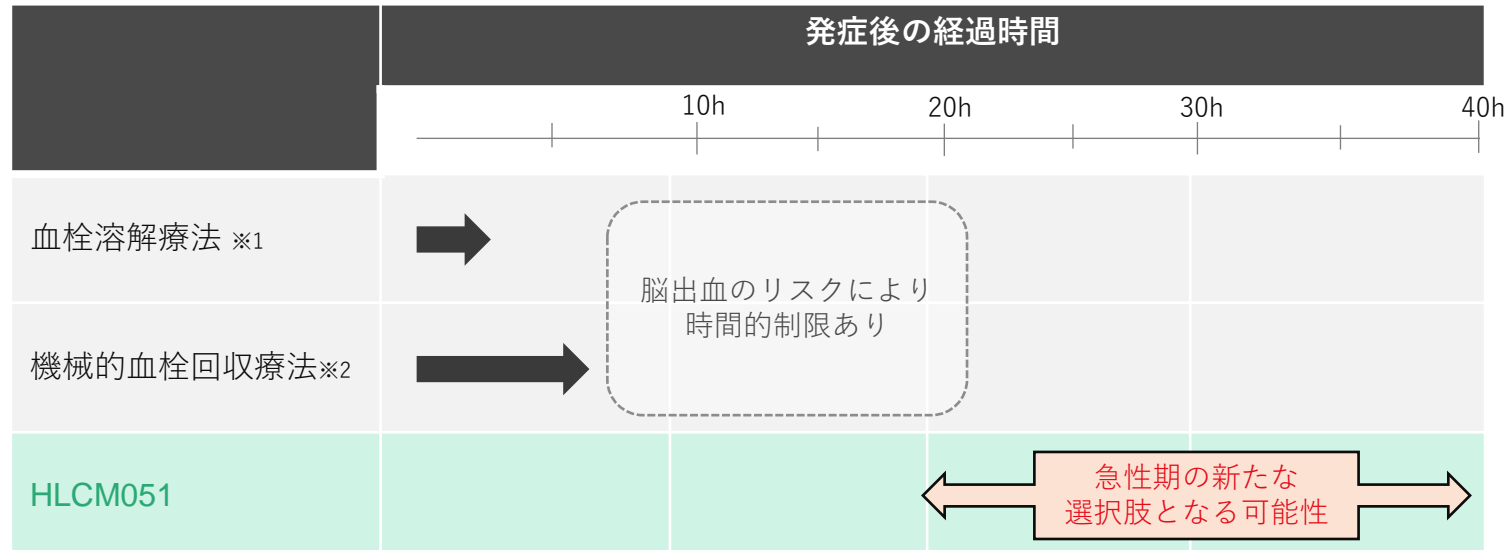 発症後の経過時間
10h 20h 30h 40h
血栓溶解療法 ※1
脳出血のリスクにより
時間的制限あり
機械的血栓回収療法※2
HLCM051
急性期の新たな
選択肢となる可能性